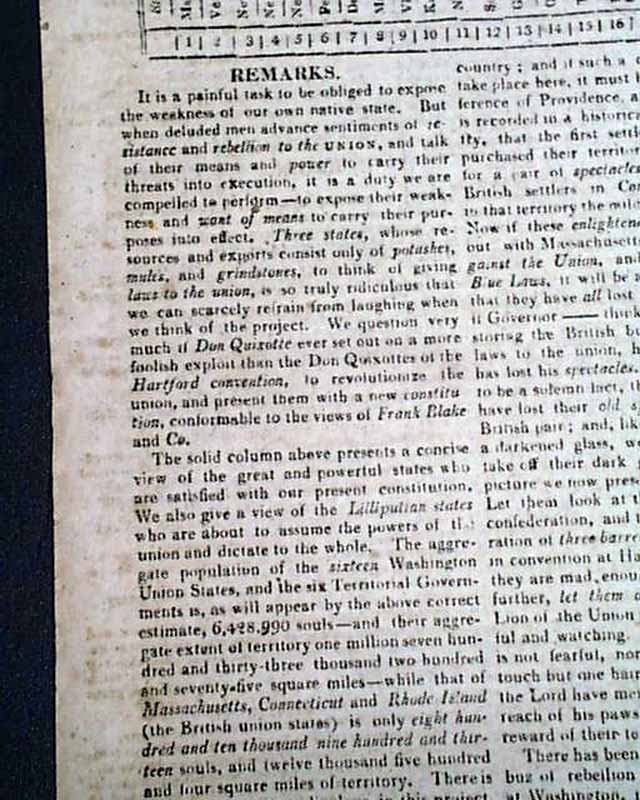 | 1 | 2 | 3 | 4 | 5 | 6 | 7 | 8 | 9 | 10 | 11 | 12 | 13 | 14 | 15 | 16 |
REMARKS.
It is a painful task to be obliged to expose
the weakness of our own native state. But
when deluded men advance sentiments of re-
sistance and rebellion to the UNION, and talk
of their means and power to carry their
threats into execution, it is a duty we are
compelled to perform—to expose their weak-
ness and want of means to carry their pur-
poses into effect. Three states, whose re-
sources and exports consist only of potashes,
mules, and grindstones, to think of giving
laws to the union, is so truly ridiculous that
we can scarcely refrain from laughing when
we think of the project. We question very
much if Don Quixotte ever set out on a more
foolish exploit than the Don Quixottes of the
Hartford convention, to revolutionize the
union, and present them with a new constitu
tion, conformable to the views of Frank Blake
and Co.
The solid column above presents a concise
view of the great and powerful states who
are satisfied with our present constitution.
We also give a view of the Lilliputian states
who are about to assume the powers of the
union and dictate to the whole. The aggre-
gate population of the sixteen Washington
Union States, and the six Territorial Govern-
ments is, as will appear by the above correct
estimate, 6,428,990 souls—and their aggre-
gate extent of territory one million seven hun-
dred and thirty-three thousand two hundred
and seventy-five square miles—while that of
Massachusetts, Connecticut and Rhode Island
(the British union states) is only eight hun-
dred and ten thousand nine hundred and thir-
teen souls, and twelve thousand five hundred
and four square miles of territory. There is
in this project
country; and if such a
take place here, it must
ference of Providence, a
is recorded in a historica
ity, that the first settl
purchased their territor
for a pair of spectacles
British settlers in Con
to that territory the mild
Now if these enlightene
out with Massachusett
gainst the Union, and
Blue Laws, it will be
that they have all lost
if Governor —— think
storing the British b
laws to the union, h
has lost his spectacles.
to be a solemn fact, t
have lost their old
British pair; and, lik
a darkened glass, we
take off their dark
picture we now pres
Let them look at t
confederation, and
ration of three barre
in convention at Ha
they are mad enou
further, let them
Lion of the Union
ful and watching.
is not fearful, nor
touch but one hair
the Lord have mer
reach of his paws
reward of their te
There has been
buz of rebellion
at Washington,